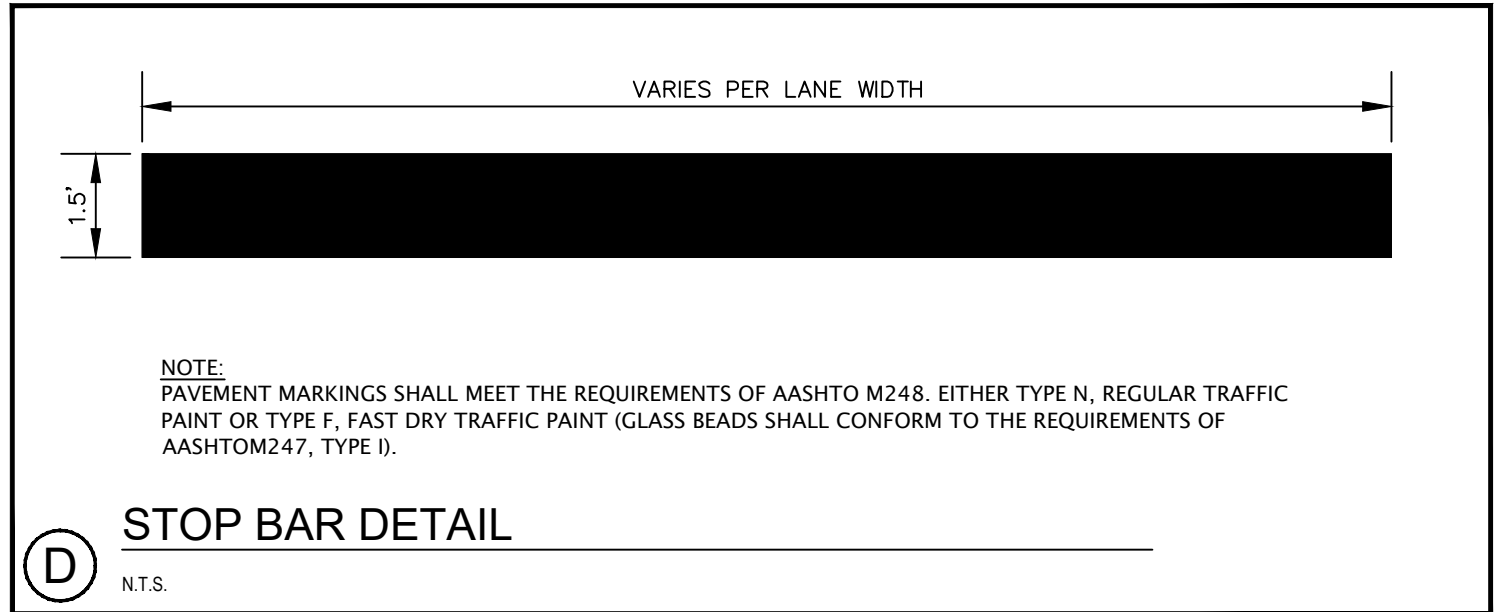 VARIES PER LANE WIDTH
1.5'
NOTE:
PAVEMENT MARKINGS SHALL MEET THE REQUIREMENTS OF AASHTO M248. EITHER TYPE N, REGULAR TRAFFIC
PAINT OR TYPE F, FAST DRY TRAFFIC PAINT (GLASS BEADS SHALL CONFORM TO THE REQUIREMENTS OF
AASHTOM247, TYPE I).
STOP BAR DETAIL
D
N.T.S.